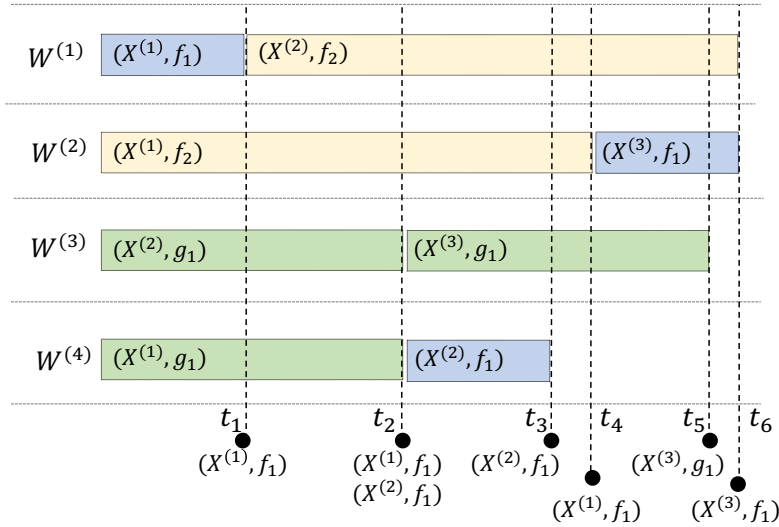 W^(1) (X^(1), f_1) (X^(2), f_2)
W^(2) (X^(1), f_2) (X^(3), f_1)
W^(3) (X^(2), g_1) (X^(3), g_1)
W^(4) (X^(1), g_1) (X^(2), f_1)
t_1 t_2 t_3 t_4 t_5 t_6
(X^(1), f_1) (X^(1), f_1) (X^(2), f_1) (X^(3), g_1)
(X^(2), f_1) (X^(1), f_1) (X^(3), f_1)